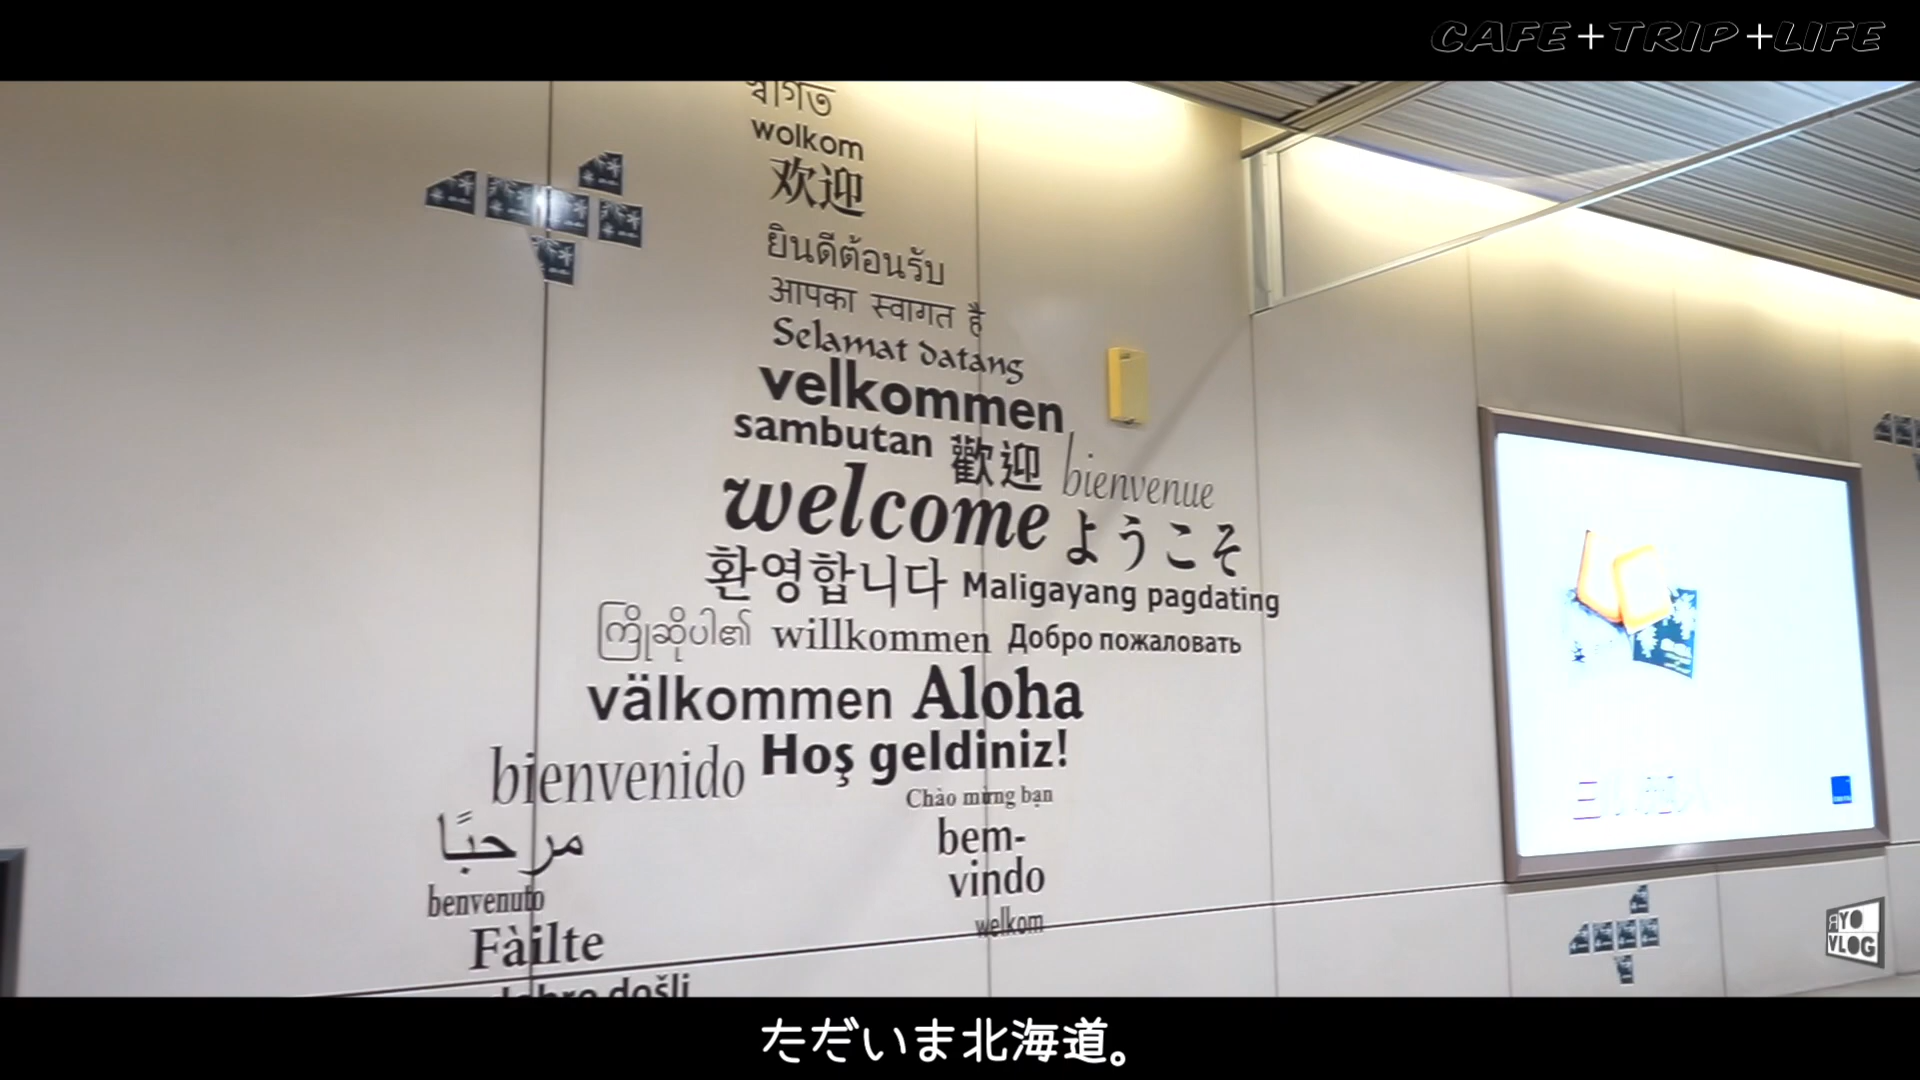 CAFE+TRIP+LIFE
স্বাগত
wolkom
欢迎
ยินดีต้อนรับ
आपका स्वागत है
Selamat datang
velkommen
sambutan 歡迎 bienvenue
welcome ようこそ
환영합니다 Maligayang pagdating
ကြိုဆိုပါ၏ willkommen Добро пожаловать
välkommen Aloha
bienvenido Hoş geldiniz!
Chào mừng bạn
مرحبًا
bem-
vindo
benvenuto
welkom
Fàilte
dobro došli
RYO
VLOG
ただいま北海道。